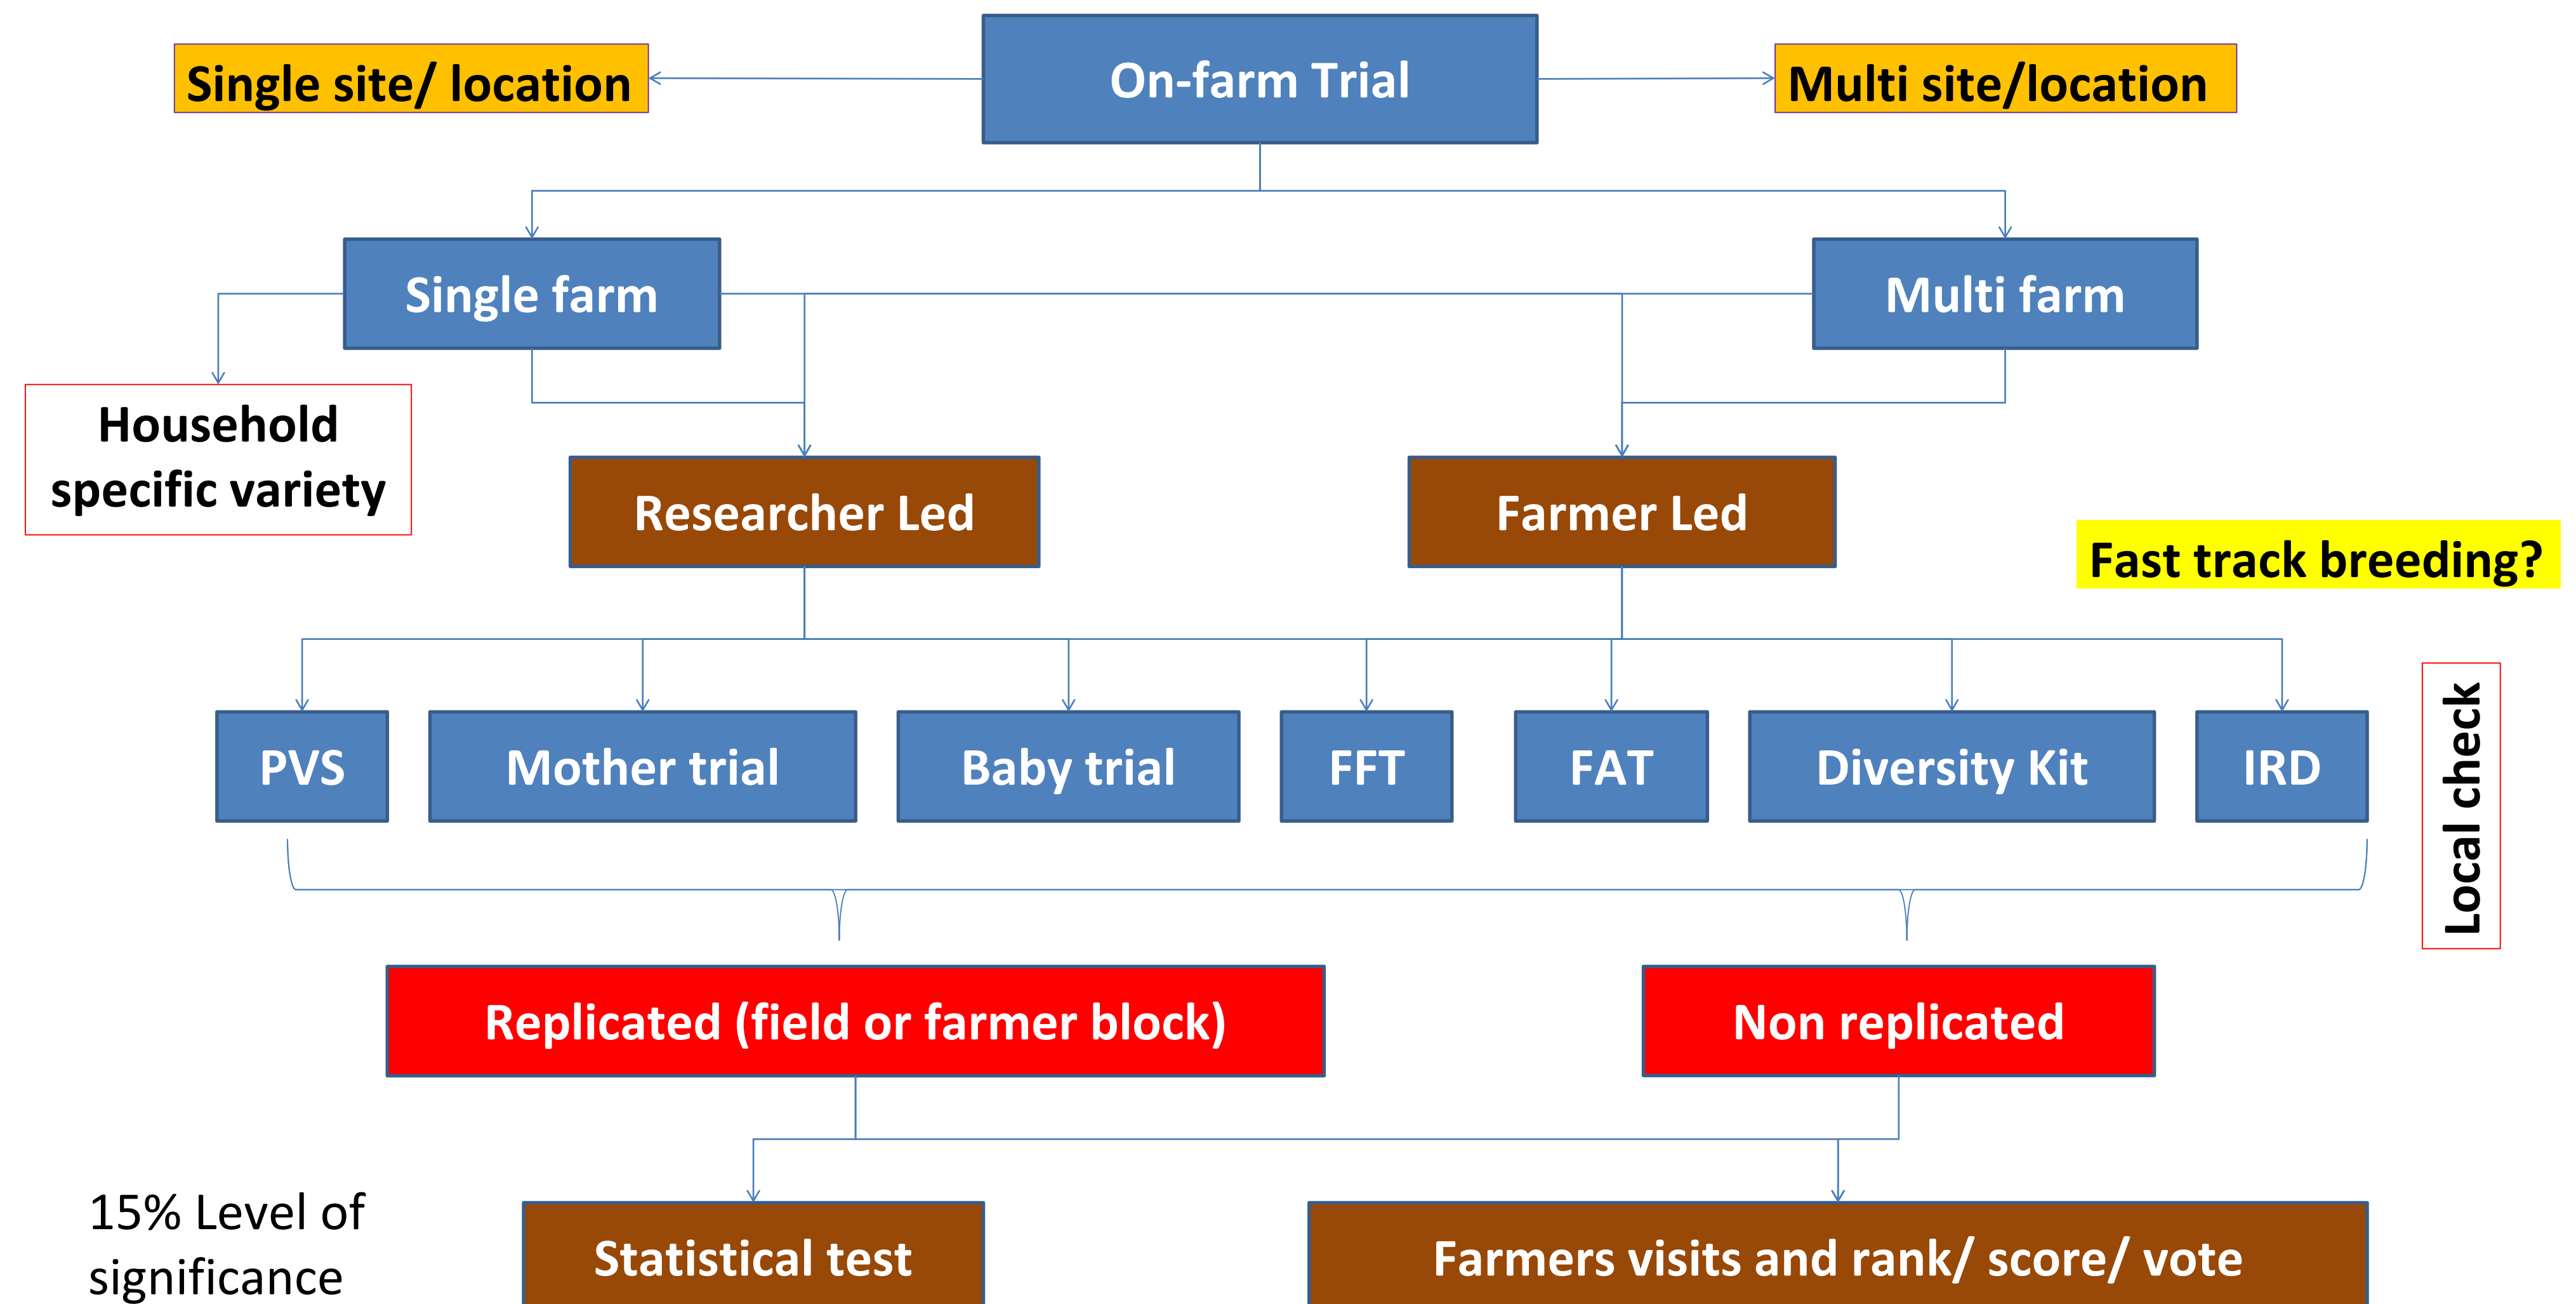 Single site/ location
On-farm Trial
Multi site/location
Single farm
Multi farm
Household
specific variety
Researcher Led
Farmer Led
Fast track breeding?
PVS
Mother trial
Baby trial
FFT
FAT
Diversity Kit
IRD
Local check
Replicated (field or farmer block)
Non replicated
15% Level of
significance
Statistical test
Farmers visits and rank/ score/ vote